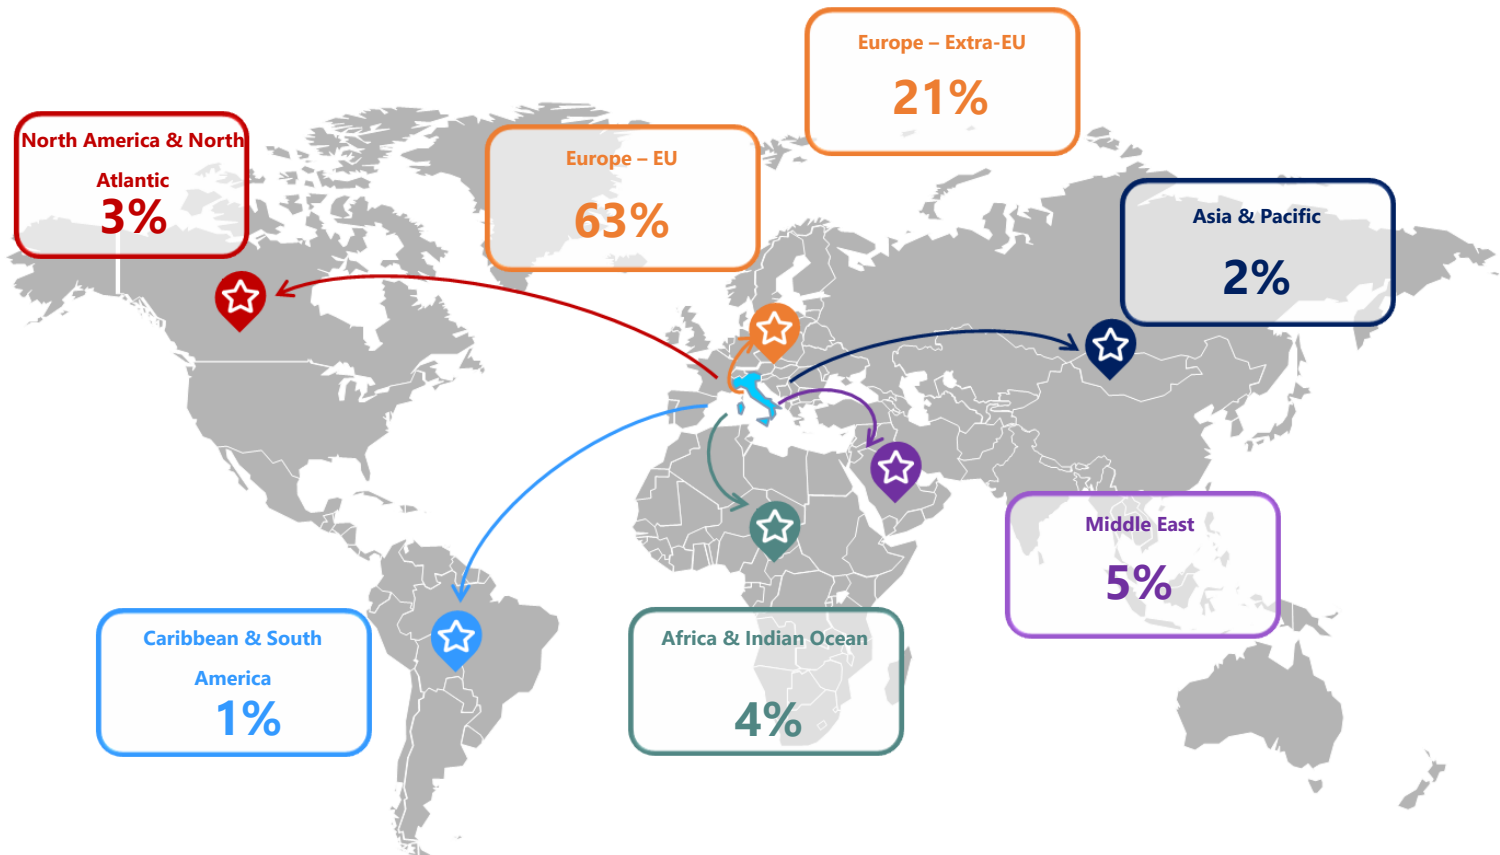 Europe – Extra-EU
21%
North America & North
Atlantic
3%
Europe – EU
63%
Asia & Pacific
2%
Middle East
5%
Caribbean & South
America
1%
Africa & Indian Ocean
4%